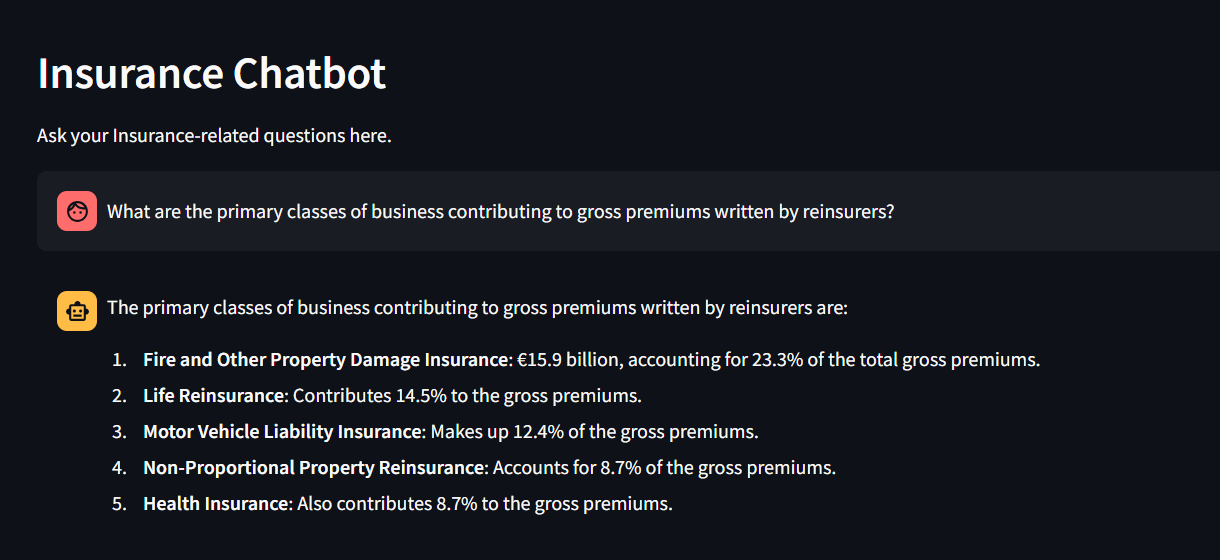 Insurance Chatbot
Ask your Insurance-related questions here.
What are the primary classes of business contributing to gross premiums written by reinsurers?
The primary classes of business contributing to gross premiums written by reinsurers are:
1. Fire and Other Property Damage Insurance: €15.9 billion, accounting for 23.3% of the total gross premiums.
2. Life Reinsurance: Contributes 14.5% to the gross premiums.
3. Motor Vehicle Liability Insurance: Makes up 12.4% of the gross premiums.
4. Non-Proportional Property Reinsurance: Accounts for 8.7% of the gross premiums.
5. Health Insurance: Also contributes 8.7% to the gross premiums.